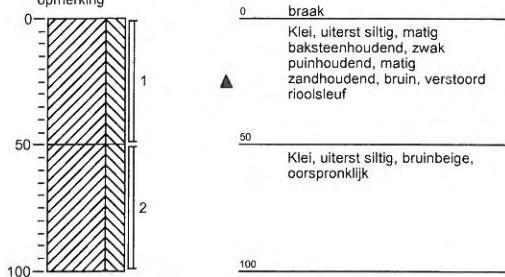 opmerking
0
0
braak
Klei, uiterst siltig, matig
baksteenhoudend, zwak
puinhoudend, matig
zandhoudend, bruin, verstoord
rioolsleuf
1
50
50
Klei, uiterst siltig, bruinbeige,
oorspronklijk
2
100
100